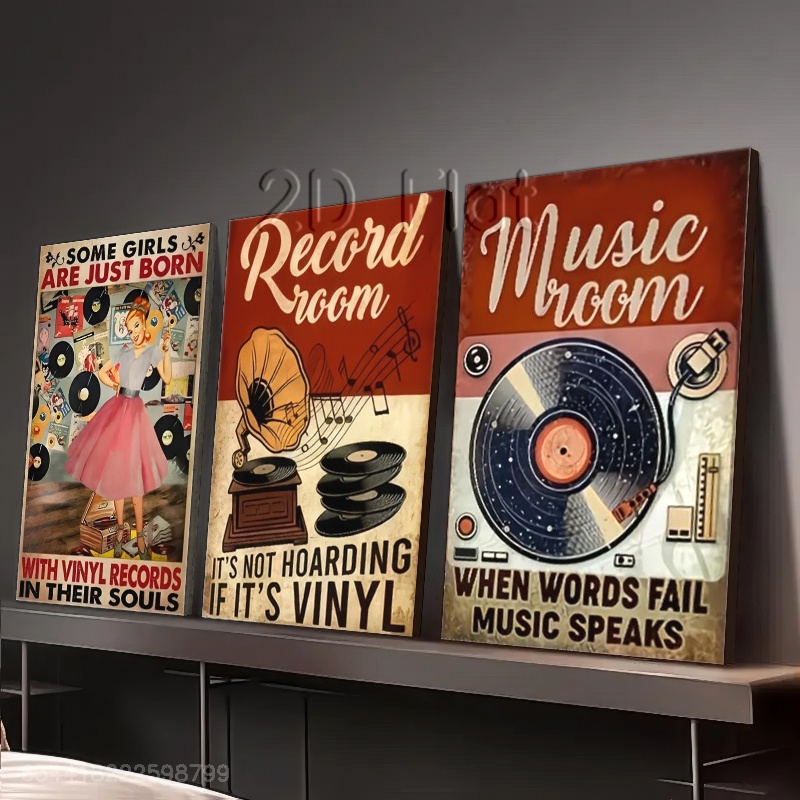 2D Flat
SOME GIRLS
ARE JUST BORN
WITH VINYL RECORDS
IN THEIR SOULS
Record
room
IT'S NOT HOARDING
IF IT'S VINYL
Music
room
WHEN WORDS FAIL
MUSIC SPEAKS